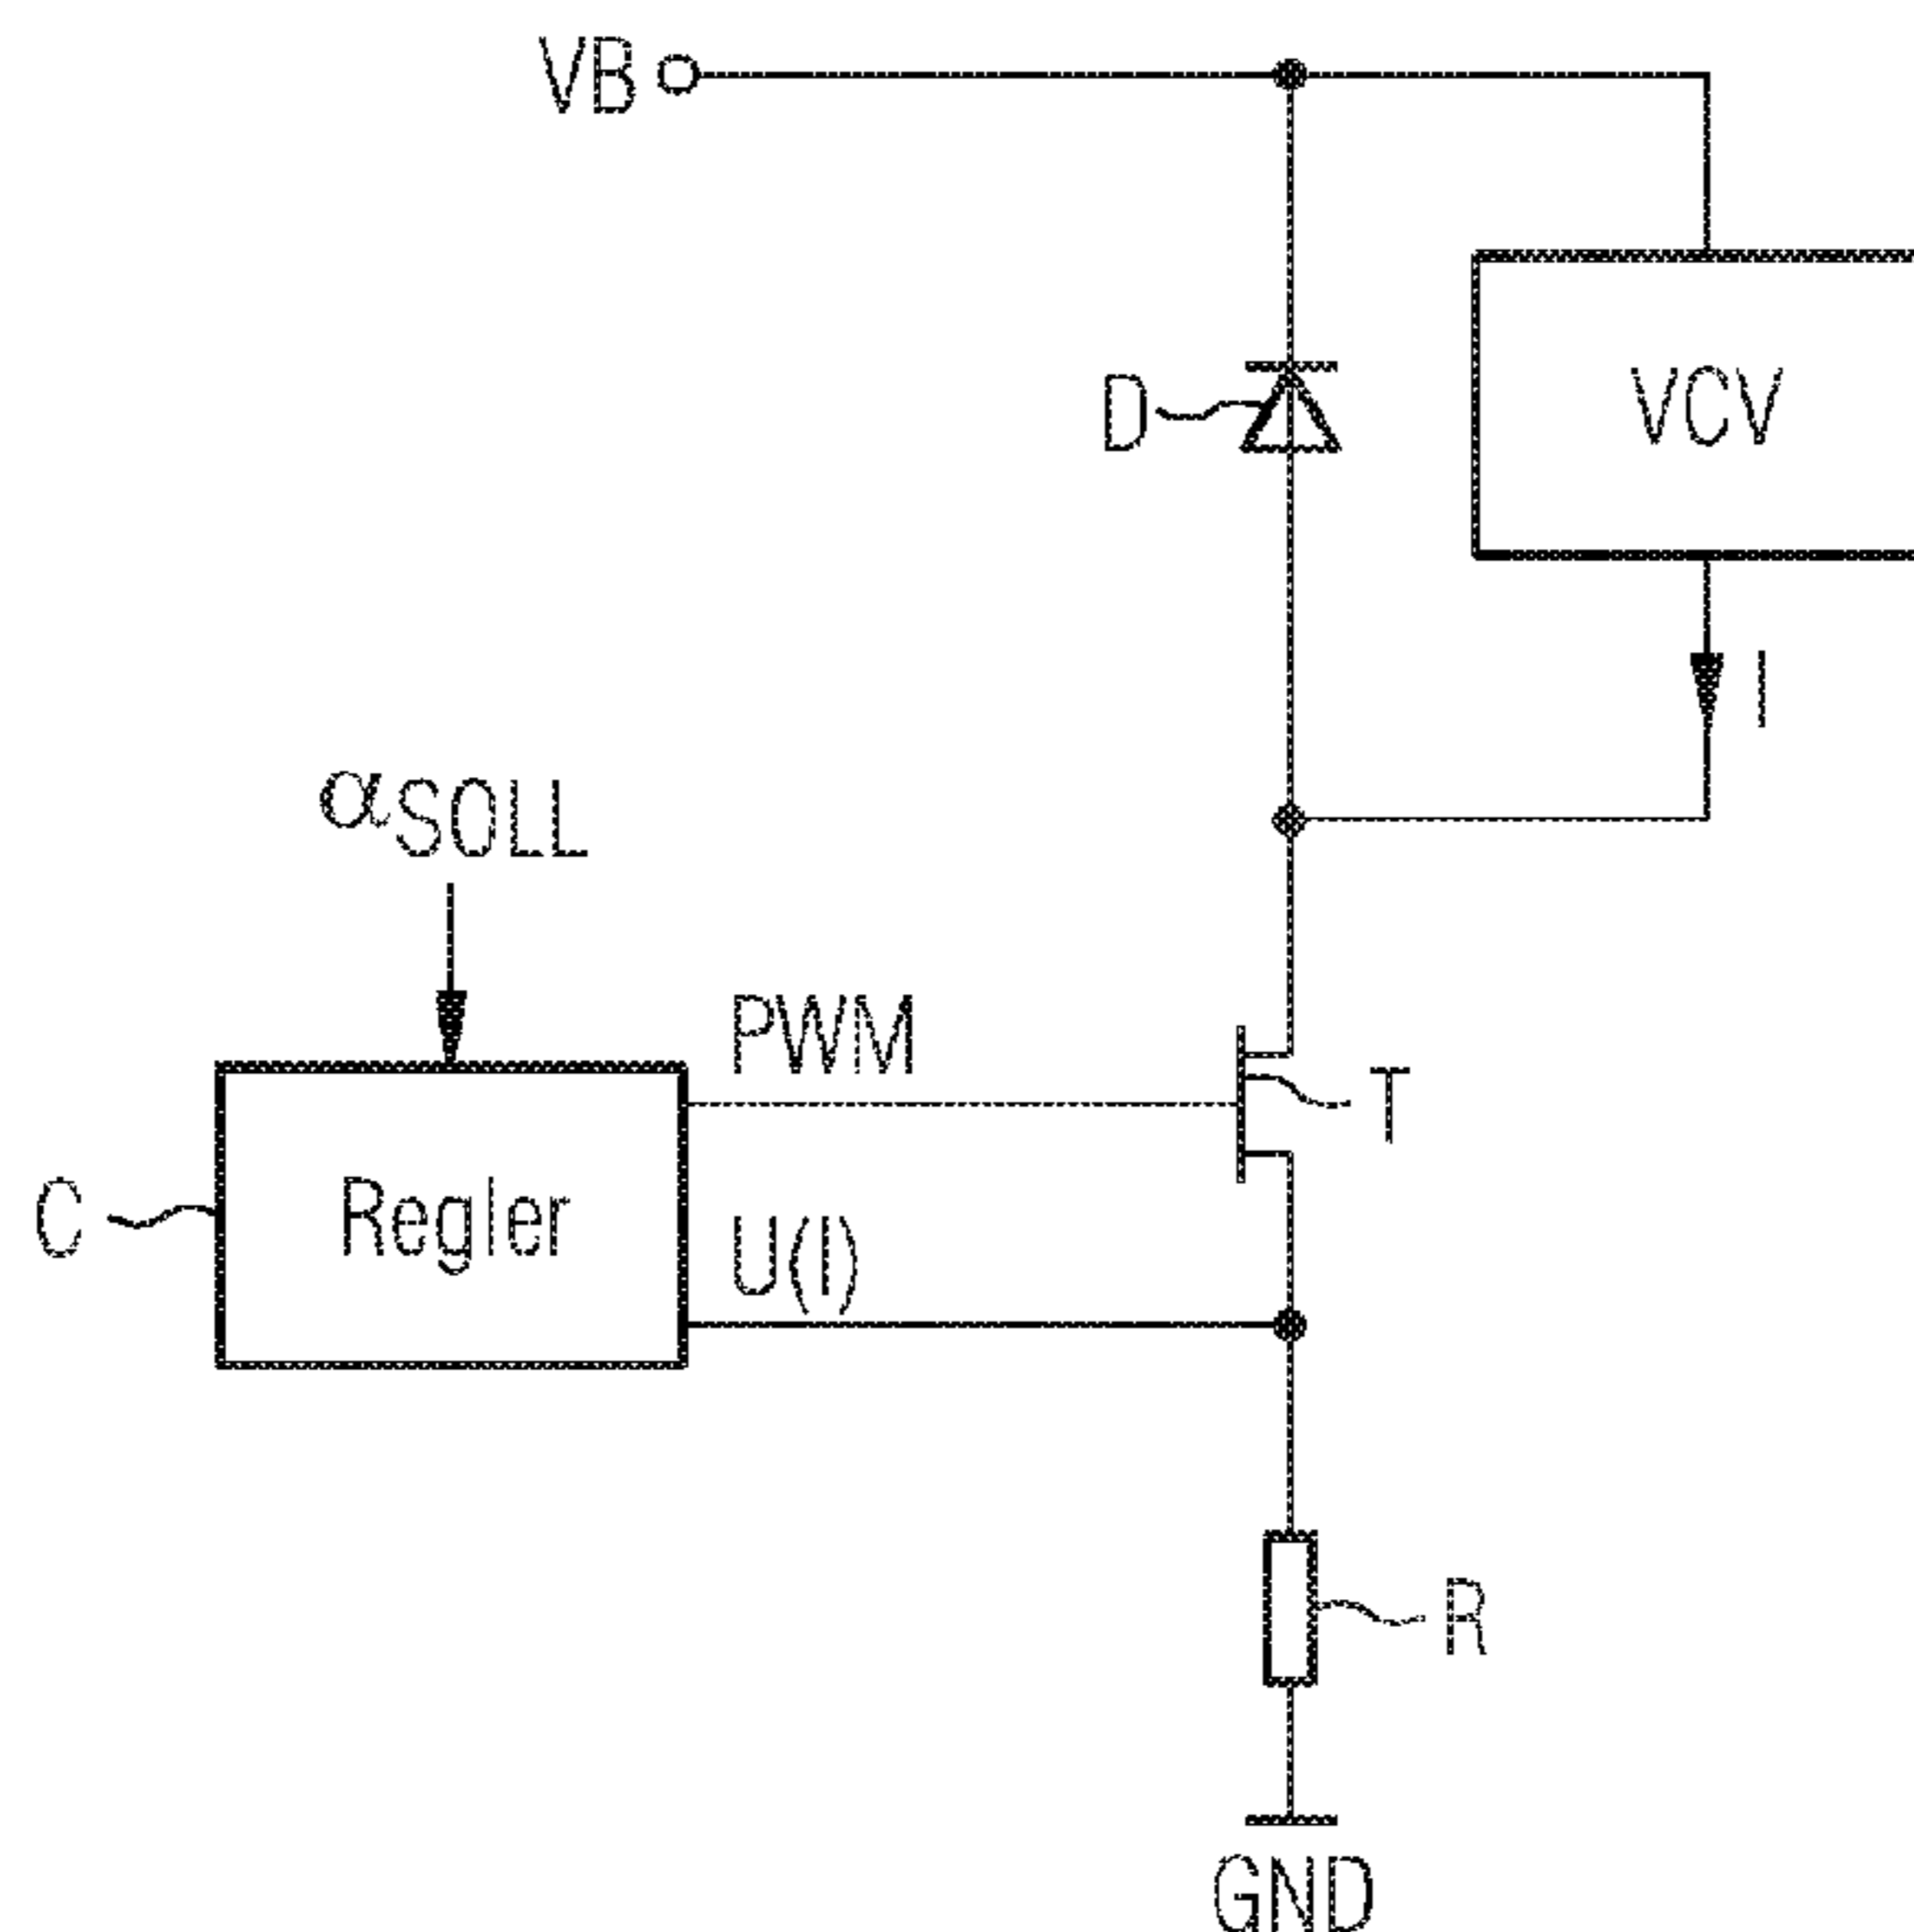 VB
D
VCV
I
αSOLL
PWM
T
C
Regler
U(I)
R
GND